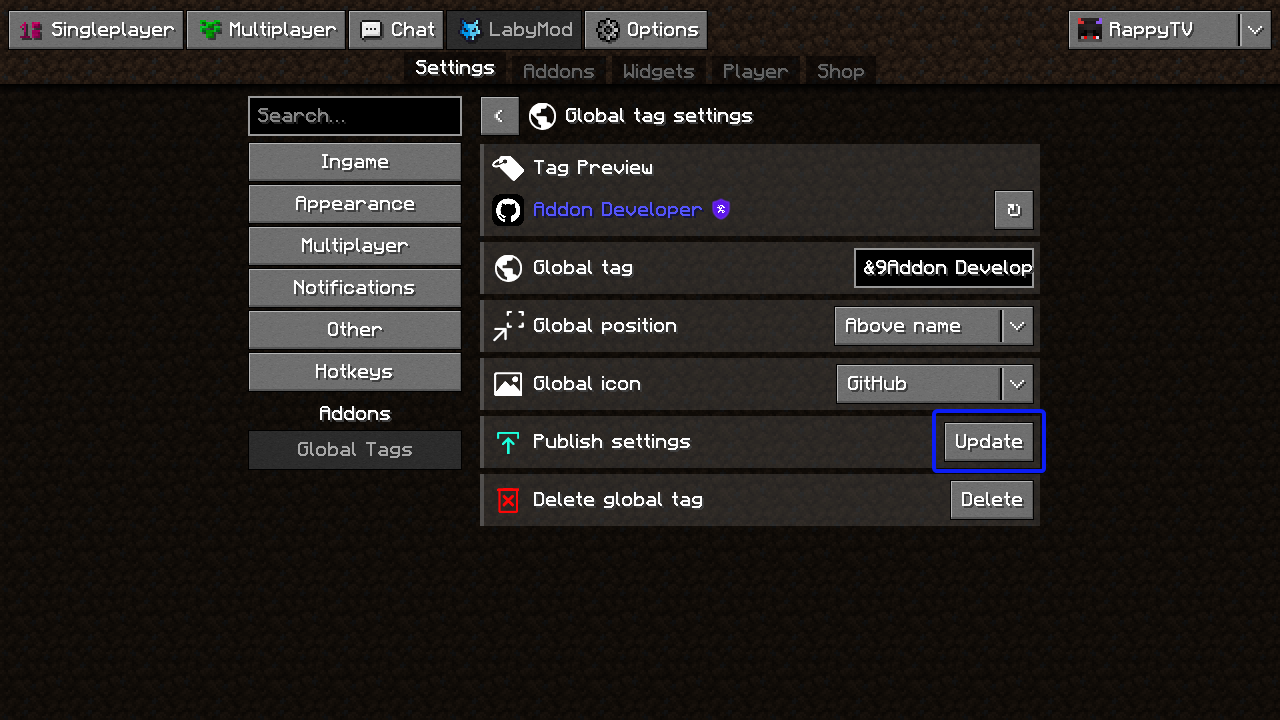 Singleplayer
Multiplayer
Chat
LabyMod
Options
RappyTV
Settings
Addons
Widgets
Player
Shop
Search...
Global tag settings
Ingame
Appearance
Multiplayer
Notifications
Other
Hotkeys
Addons
Global Tags
Tag Preview
Addon Developer
Global tag
&9Addon Develop
Global position
Above name
Global icon
GitHub
Publish settings
Update
Delete global tag
Delete